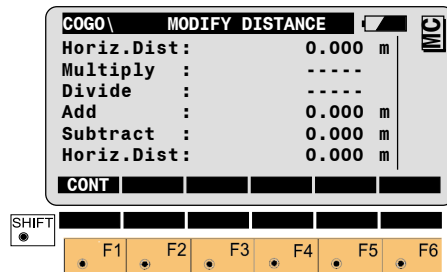 COGO\ MODIFY DISTANCE MC
Horiz.Dist: 0.000 m
Multiply : -----
Divide : -----
Add : 0.000 m
Subtract : 0.000 m
Horiz.Dist: 0.000 m
CONT
SHIFT
F1 F2 F3 F4 F5 F6